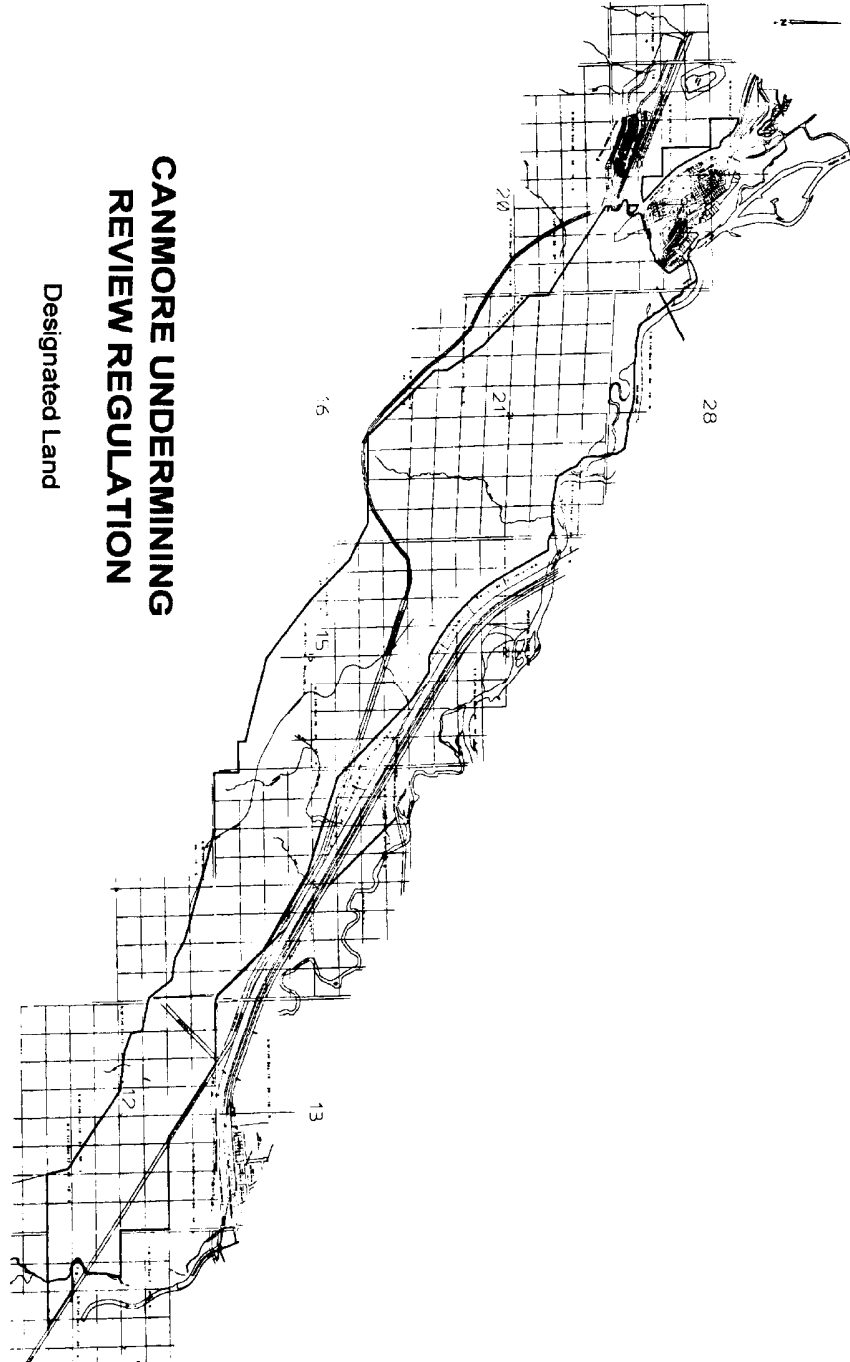 CANMORE UNDERMINING
REVIEW REGULATION
Designated Land
28
21
20
16
15
13
12